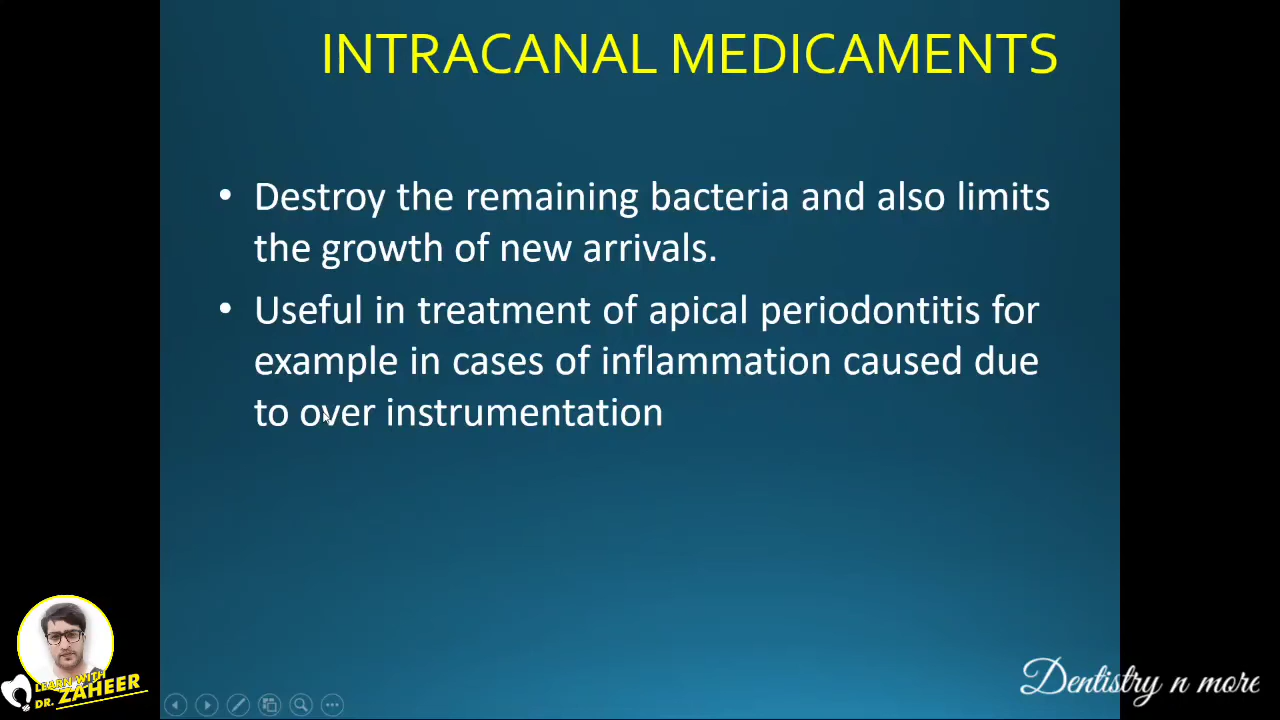 INTRACANAL MEDICAMENTS
• Destroy the remaining bacteria and also limits
the growth of new arrivals.
• Useful in treatment of apical periodontitis for
example in cases of inflammation caused due
to over instrumentation
LEARN WITH
DR. ZAHEER
Dentistry n more